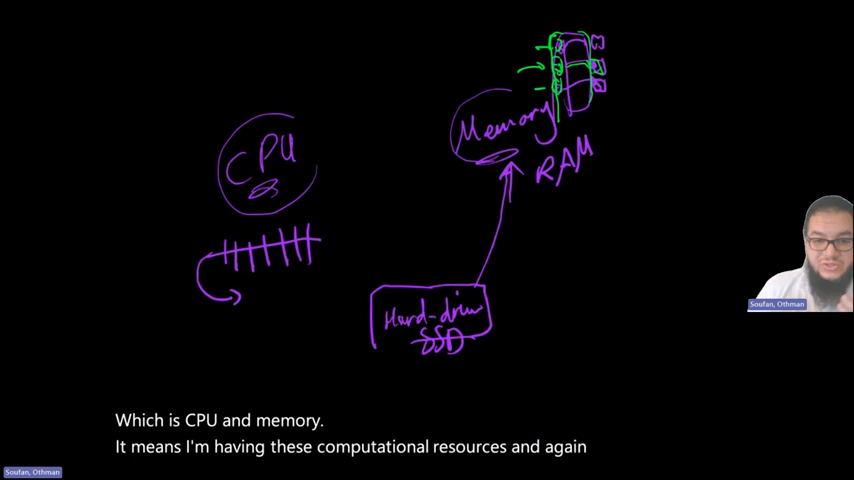 Memory
RAM
CPU
Hard-drive
SSD
Soufan, Othman
Which is CPU and memory.
It means I'm having these computational resources and again
Soufan, Othman